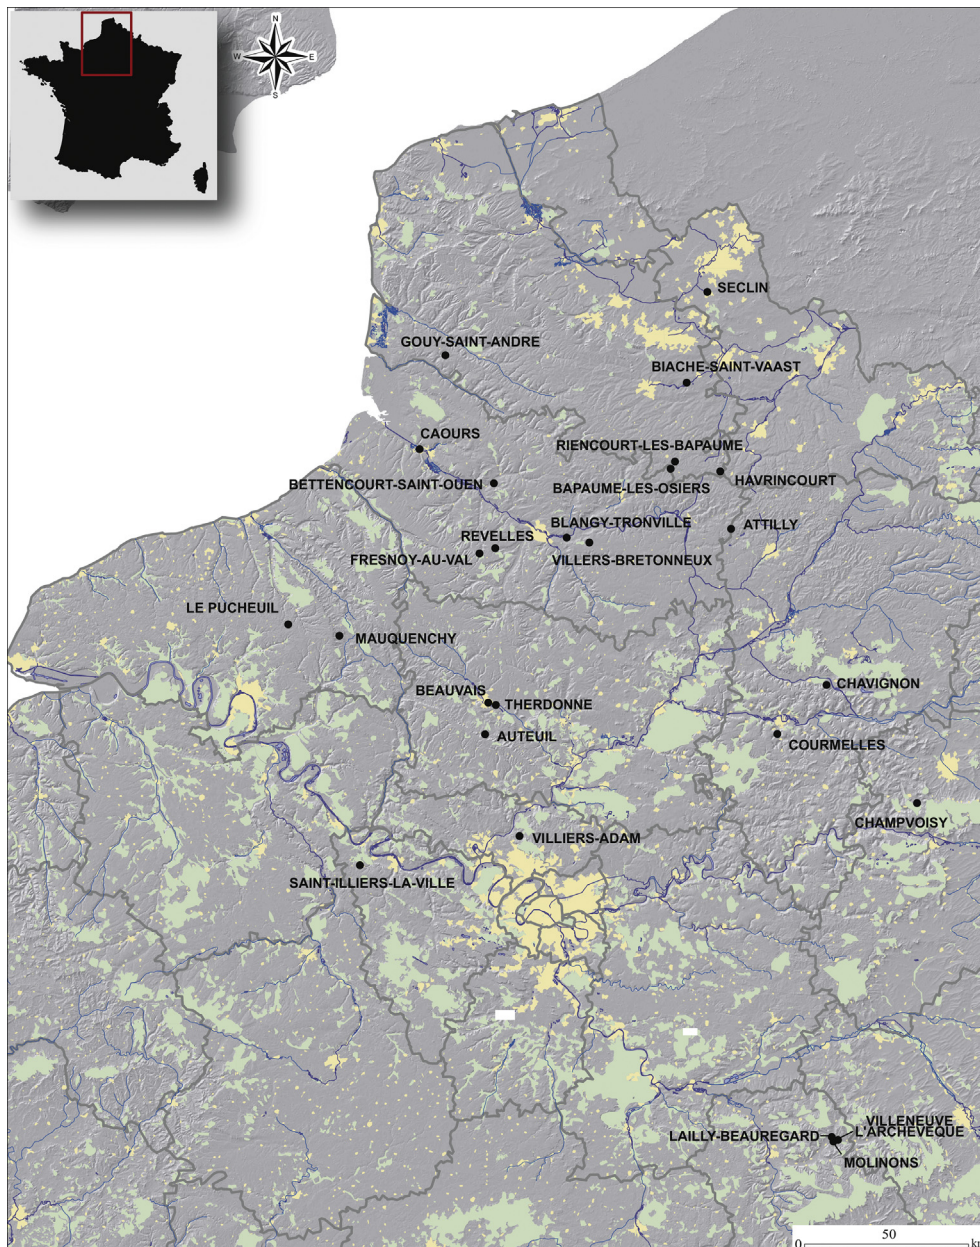 N
W E
S
SECLIN
GOUY-SAINT-ANDRE
BIACHE-SAINT-VAAST
CAOURS
RIENCOURT-LES-BAPAUME
BETTENCOURT-SAINT-OUEN
BAPAUME-LES-OSIERS
HAVRINCOURT
BLANGY-TRONVILLE
ATTILLY
REVELLES
FRESNOY-AU-VAL
VILLERS-BRETONNEUX
LE PUCHEUIL
MAUQUENCHY
BEAUVAIS
THERDONNE
CHAVIGNON
AUTEUIL
COURMELLES
CHAMPVOISY
VILLIERS-ADAM
SAINT-ILLIERS-LA-VILLE
VILLENEUVE
L'ARCHEVEQUE
LAILLY-BEAUREGARD
MOLINONS
50
0